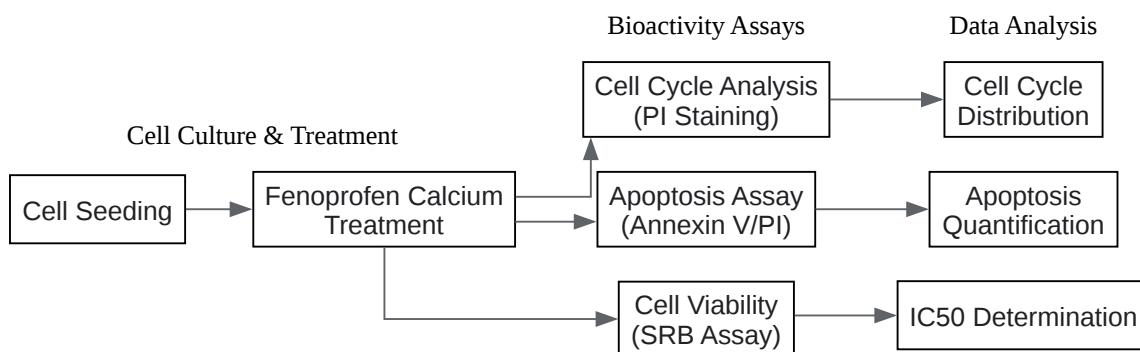 Bioactivity Assays
Data Analysis
Cell Cycle Analysis
(PI Staining)
Cell Cycle
Distribution
Cell Culture & Treatment
Cell Seeding
Fenoprofen Calcium
Treatment
Apoptosis Assay
(Annexin V/PI)
Apoptosis
Quantification
Cell Viability
(SRB Assay)
IC50 Determination